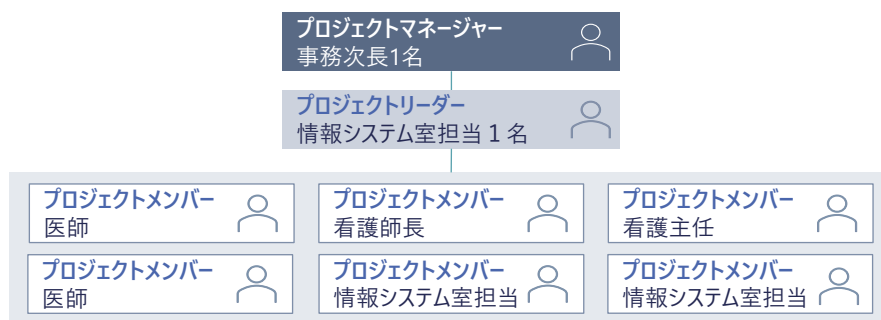 プロジェクトマネージャー
事務次長1名
プロジェクトリーダー
情報システム室担当１名
プロジェクトメンバー
医師
プロジェクトメンバー
看護師長
プロジェクトメンバー
看護主任
プロジェクトメンバー
医師
プロジェクトメンバー
情報システム室担当
プロジェクトメンバー
情報システム室担当